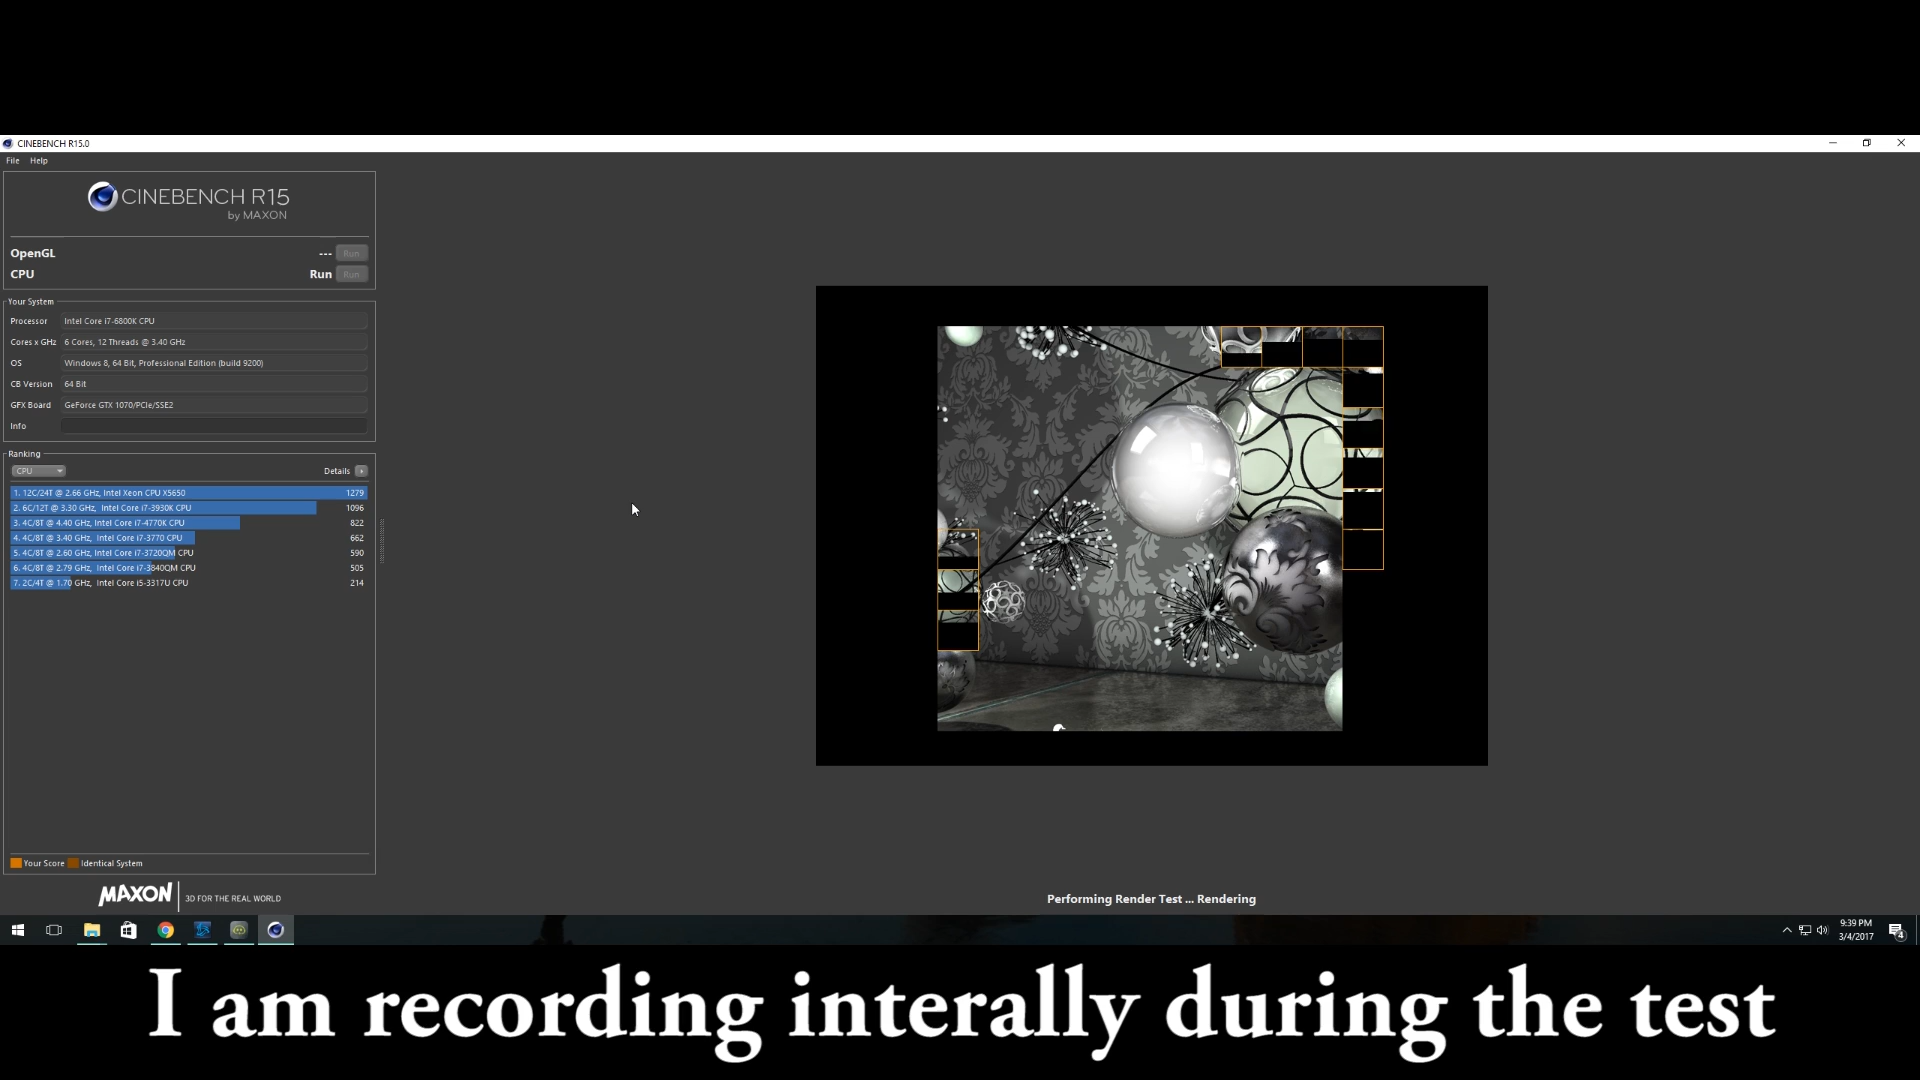 CINEBENCH R15.0
File Help
CINEBENCH R15
by MAXON
OpenGL --- Run
CPU Run Run
Your System
Processor Intel Core i7-6800K CPU
Cores x GHz 6 Cores, 12 Threads @ 3.40 GHz
OS Windows 8, 64 Bit, Professional Edition (build 9200)
CB Version 64 Bit
GFX Board GeForce GTX 1070/PCIe/SSE2
Info
Ranking
CPU Details
1. 12C/24T @ 2.66 GHz, Intel Xeon CPU X5650 1279
2. 6C/12T @ 3.30 GHz, Intel Core i7-3930K CPU 1096
3. 4C/8T @ 4.40 GHz, Intel Core i7-4770K CPU 822
4. 4C/8T @ 3.40 GHz, Intel Core i7-3770 CPU 662
5. 4C/8T @ 2.60 GHz, Intel Core i7-3720QM CPU 590
6. 4C/8T @ 2.79 GHz, Intel Core i7-3840QM CPU 505
7. 2C/4T @ 1.70 GHz, Intel Core i5-3317U CPU 214
Your Score Identical System
MAXON 3D FOR THE REAL WORLD
Performing Render Test ... Rendering
9:39 PM
3/4/2017
4
I am recording interally during the test